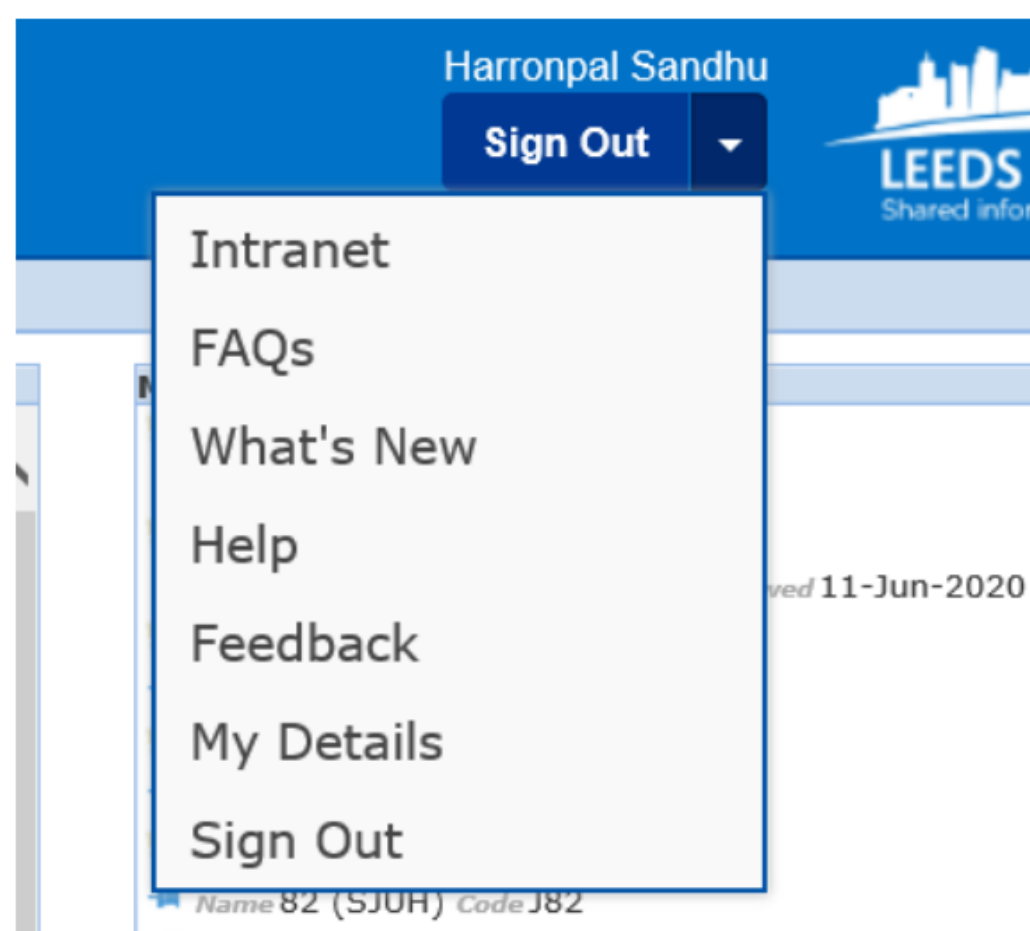 Harronpal Sandhu
Sign Out
LEEDS
Shared
Intranet
FAQs
What's New
Help
Feedback
11-Jun-2020
My Details
Sign Out
Name 82 (SJUH) Code J82